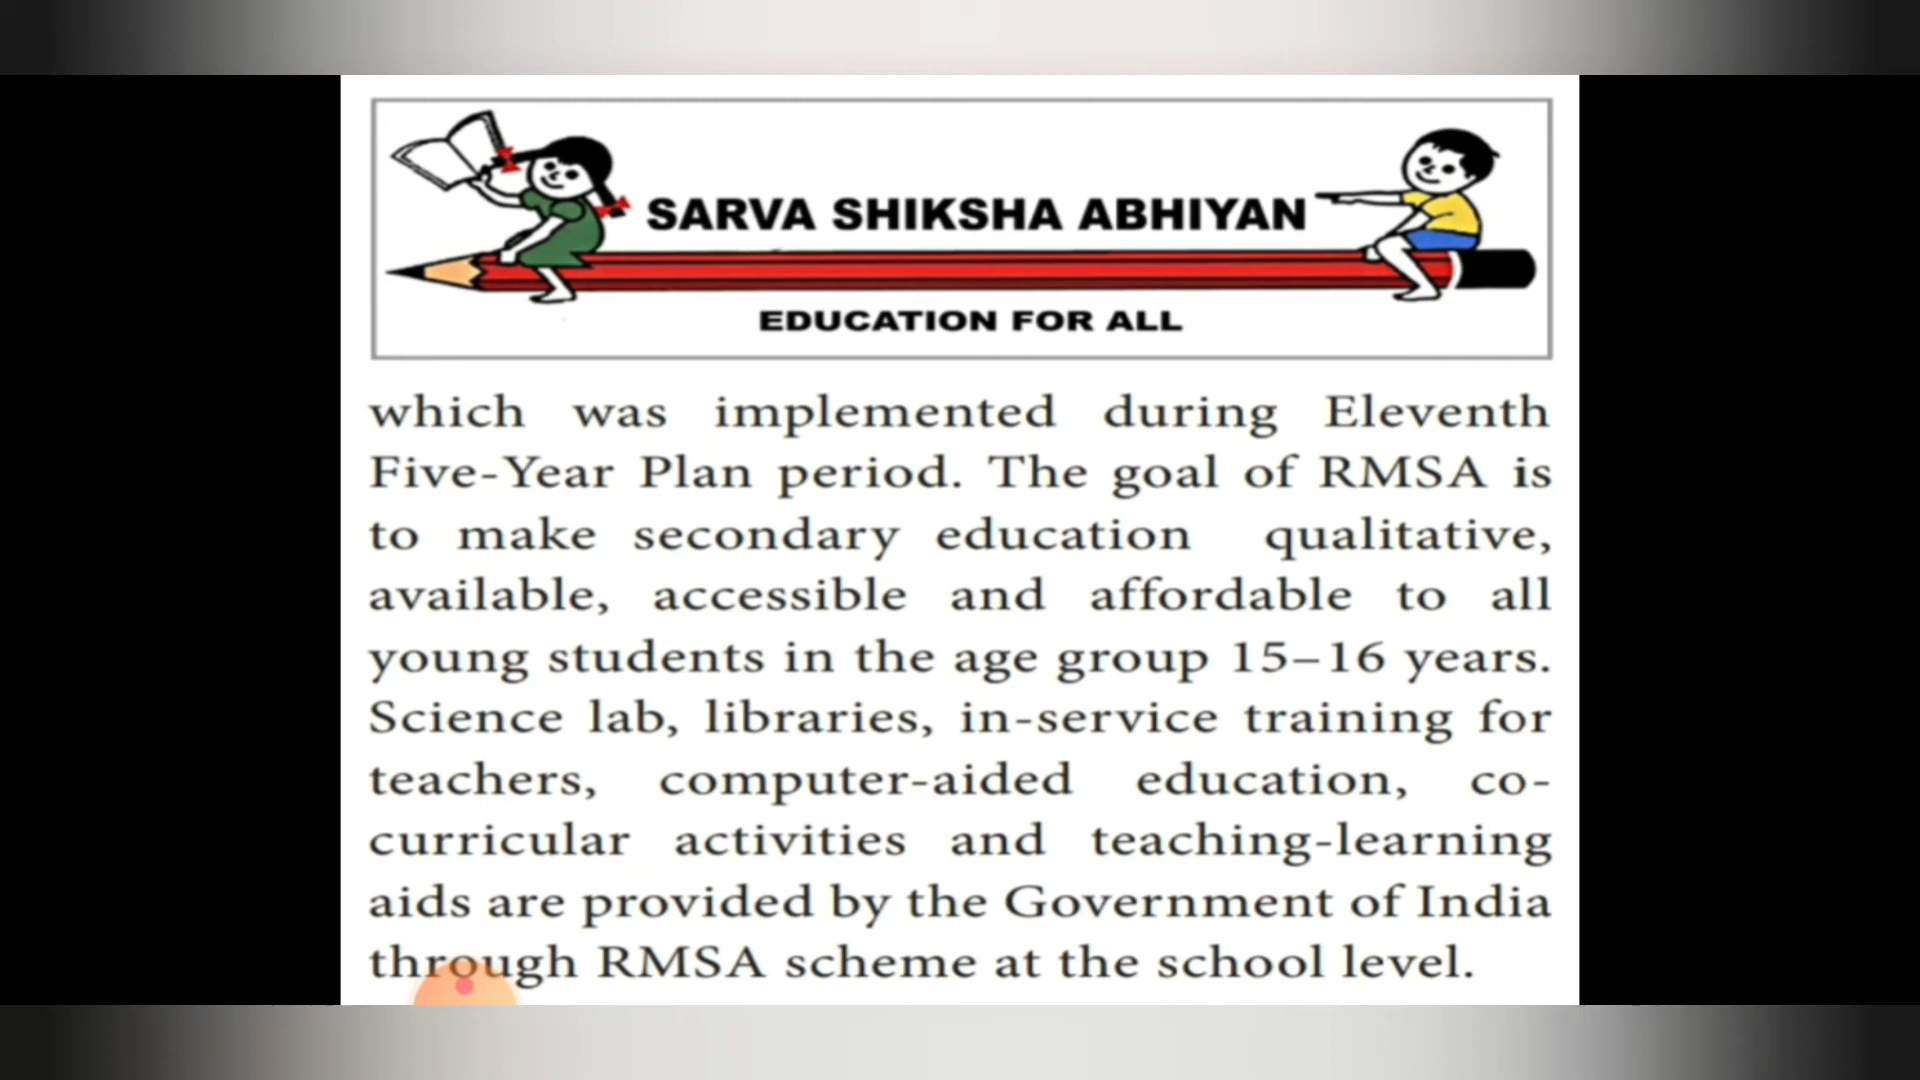 SARVA SHIKSHA ABHIYAN
EDUCATION FOR ALL
which was implemented during Eleventh
Five-Year Plan period. The goal of RMSA is
to make secondary education qualitative,
available, accessible and affordable to all
young students in the age group 15–16 years.
Science lab, libraries, in-service training for
teachers, computer-aided education, co-
curricular activities and teaching-learning
aids are provided by the Government of India
through RMSA scheme at the school level.